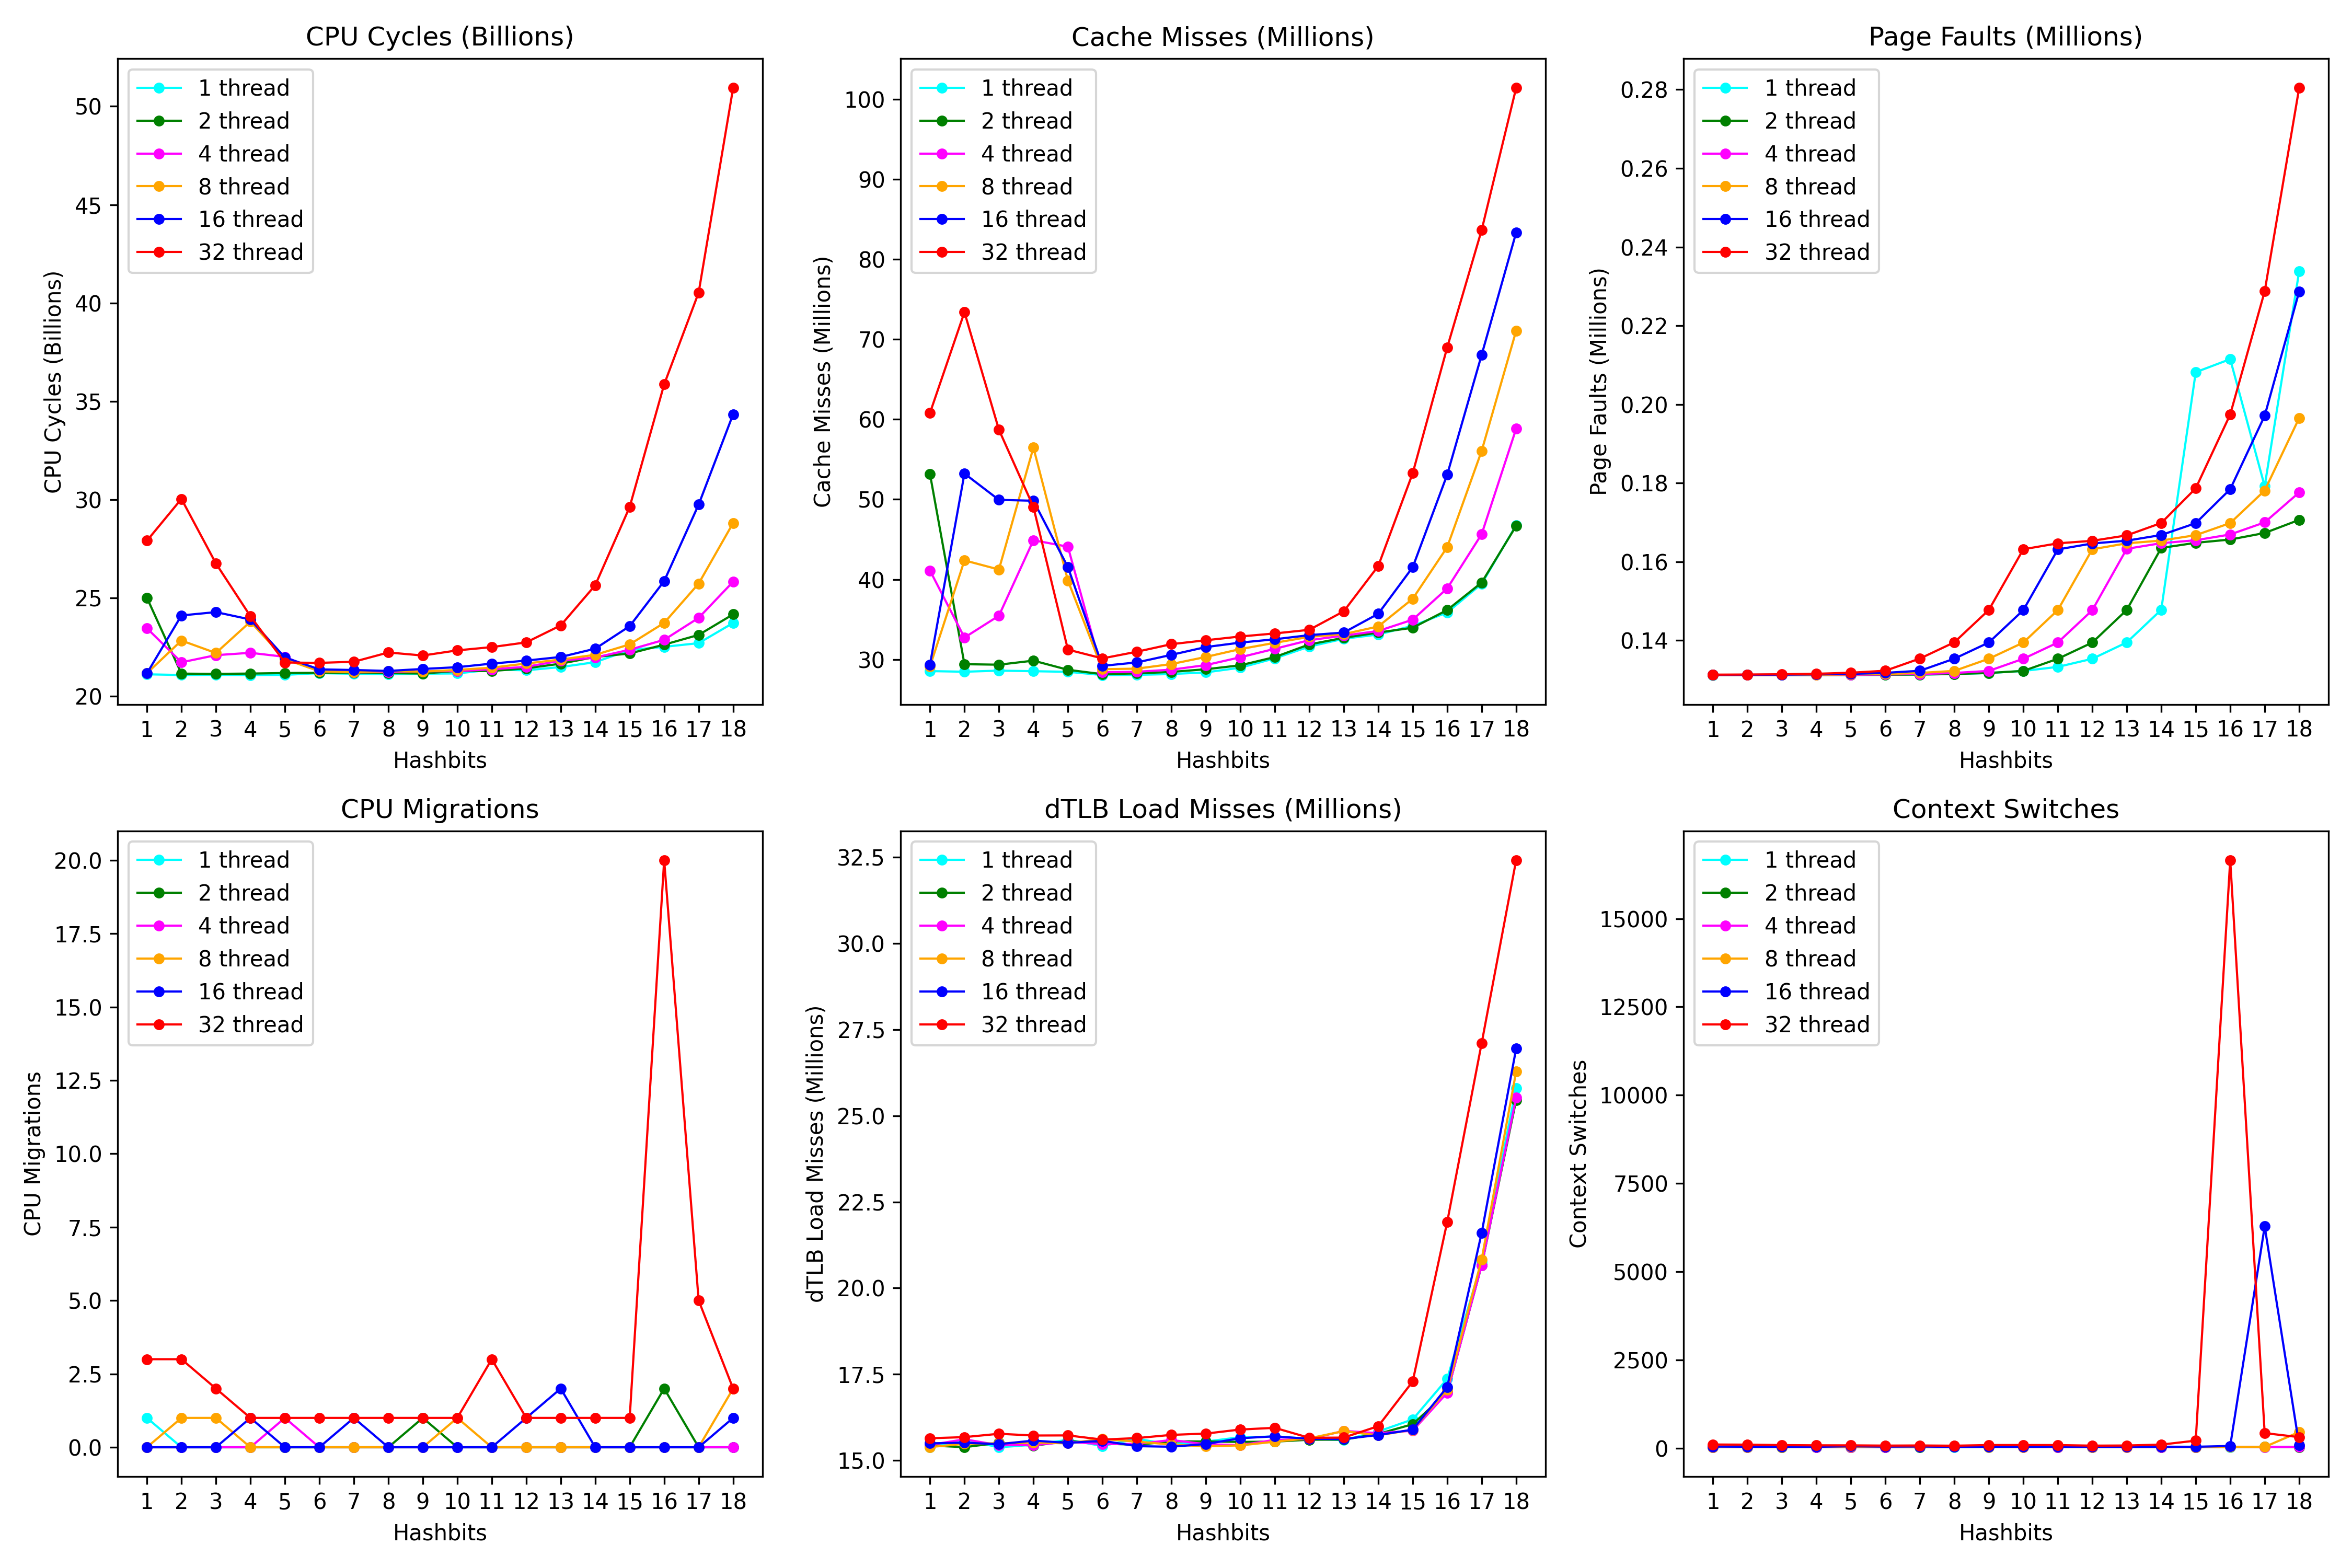 CPU Cycles (Billions)
CPU Cycles (Billions)
50
45
40
35
30
25
20
1 thread
2 thread
4 thread
8 thread
16 thread
32 thread
1 2 3 4 5 6 7 8 9 10 11 12 13 14 15 16 17 18
Hashbits
Cache Misses (Millions)
Cache Misses (Millions)
100
90
80
70
60
50
40
30
1 thread
2 thread
4 thread
8 thread
16 thread
32 thread
1 2 3 4 5 6 7 8 9 10 11 12 13 14 15 16 17 18
Hashbits
Page Faults (Millions)
Page Faults (Millions)
0.28
0.26
0.24
0.22
0.20
0.18
0.16
0.14
1 thread
2 thread
4 thread
8 thread
16 thread
32 thread
1 2 3 4 5 6 7 8 9 10 11 12 13 14 15 16 17 18
Hashbits
CPU Migrations
CPU Migrations
20.0
17.5
15.0
12.5
10.0
7.5
5.0
2.5
0.0
1 thread
2 thread
4 thread
8 thread
16 thread
32 thread
1 2 3 4 5 6 7 8 9 10 11 12 13 14 15 16 17 18
Hashbits
dTLB Load Misses (Millions)
dTLB Load Misses (Millions)
32.5
30.0
27.5
25.0
22.5
20.0
17.5
15.0
1 thread
2 thread
4 thread
8 thread
16 thread
32 thread
1 2 3 4 5 6 7 8 9 10 11 12 13 14 15 16 17 18
Hashbits
Context Switches
Context Switches
15000
12500
10000
7500
5000
2500
0
1 thread
2 thread
4 thread
8 thread
16 thread
32 thread
1 2 3 4 5 6 7 8 9 10 11 12 13 14 15 16 17 18
Hashbits